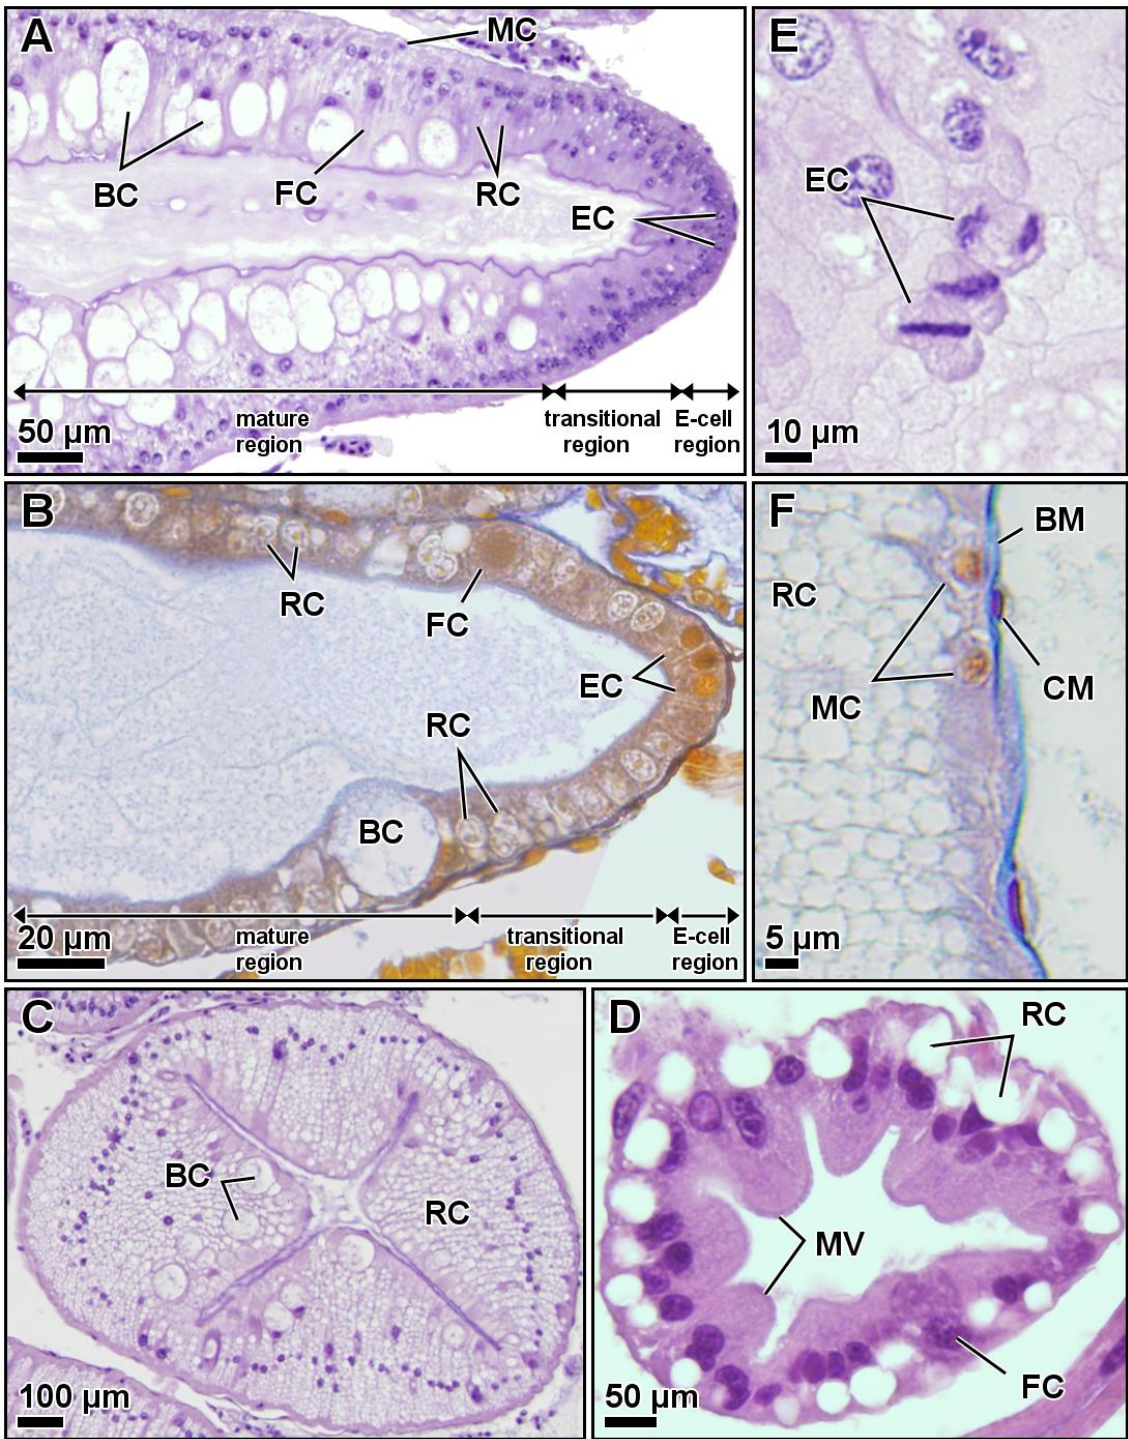 A
MC
BC
FC
RC
EC
mature
region
transitional
region
E-cell
region
50 µm
E
EC
10 µm
B
RC
FC
EC
RC
BC
mature
region
transitional
region
E-cell
region
20 µm
F
BM
RC
MC
CM
5 µm
C
BC
RC
100 µm
D
RC
MV
FC
50 µm